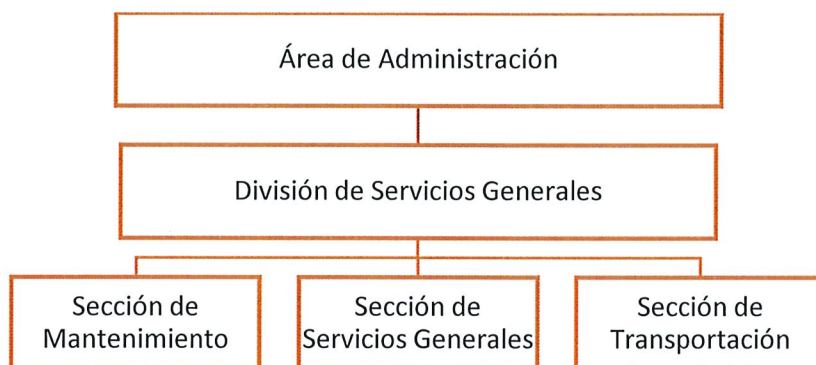 Área de Administración
División de Servicios Generales
Sección de
Mantenimiento
Sección de
Servicios Generales
Sección de
Transportación